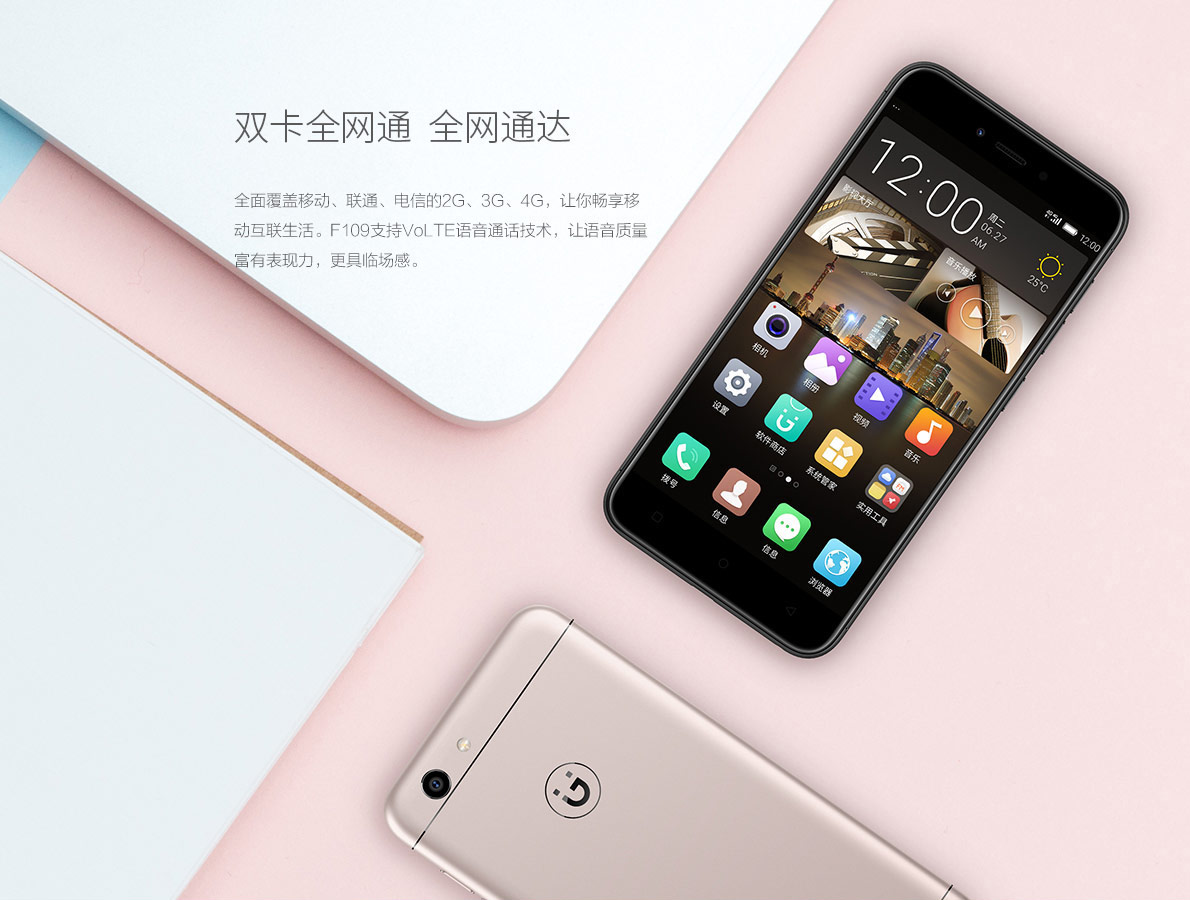 双卡全网通 全网通达
全面覆盖移动、联通、电信的2G、3G、4G，让你畅享移
动互联生活。F109支持VoLTE语音通话技术，让语音质量
富有表现力，更具临场感。
12:00
12:00
周二
06.27
AM
25°C
影视大厅
音乐播放
相机
相册
视频
音乐
设置
软件商店
系统管家
实用工具
拨号
信息
信息
浏览器